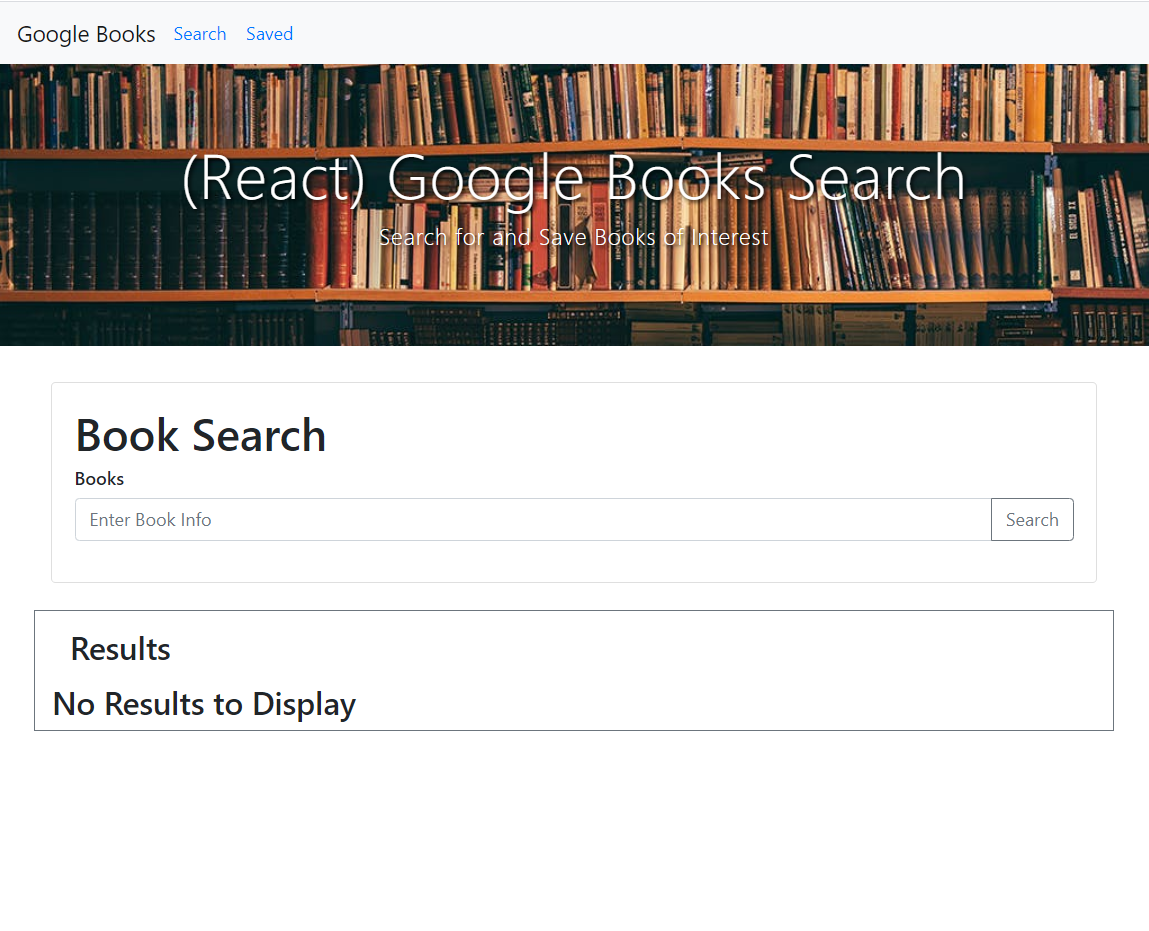 Google Books Search Saved
(React) Google Books Search
Search for and Save Books of Interest
Book Search
Books
Enter Book Info Search
Results
No Results to Display